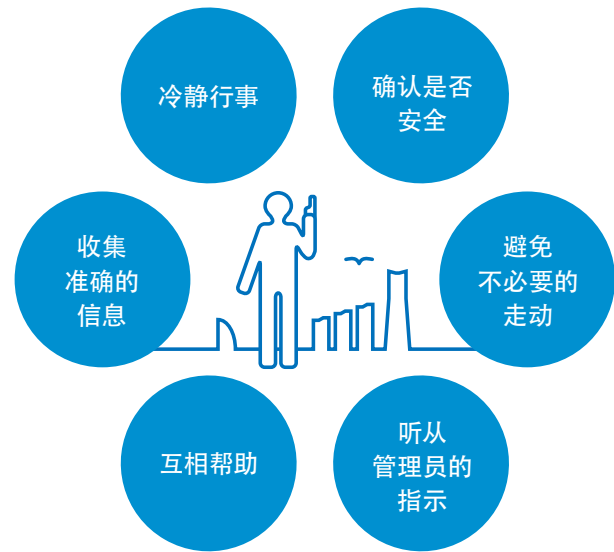 冷静行事
确认是否
安全
收集
准确的
信息
避免
不必要的
走动
互相帮助
听从
管理员的
指示